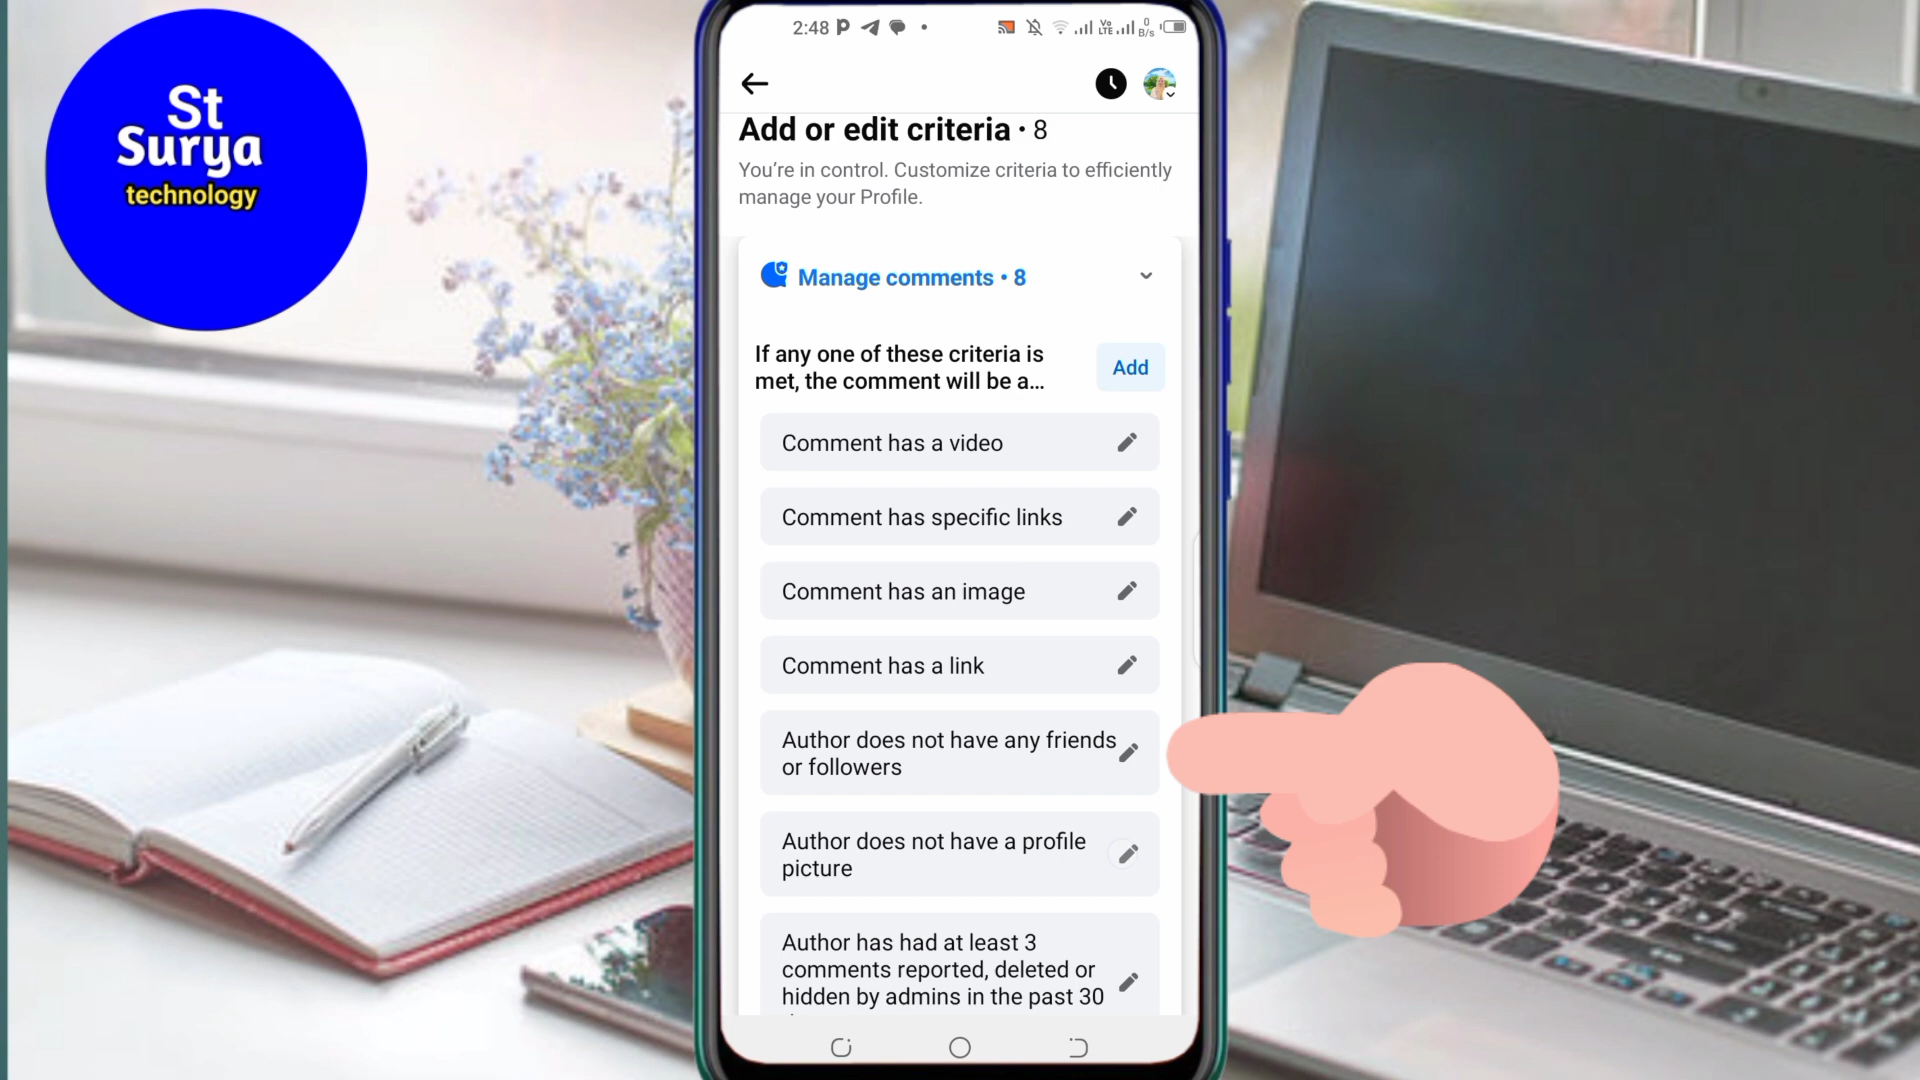 St
Surya
technology
2:48
Vo
LTE
0
B/s
Add or edit criteria • 8
You're in control. Customize criteria to efficiently
manage your Profile.
Manage comments • 8
If any one of these criteria is
met, the comment will be a...
Add
Comment has a video
Comment has specific links
Comment has an image
Comment has a link
Author does not have any friends
or followers
Author does not have a profile
picture
Author has had at least 3
comments reported, deleted or
hidden by admins in the past 30